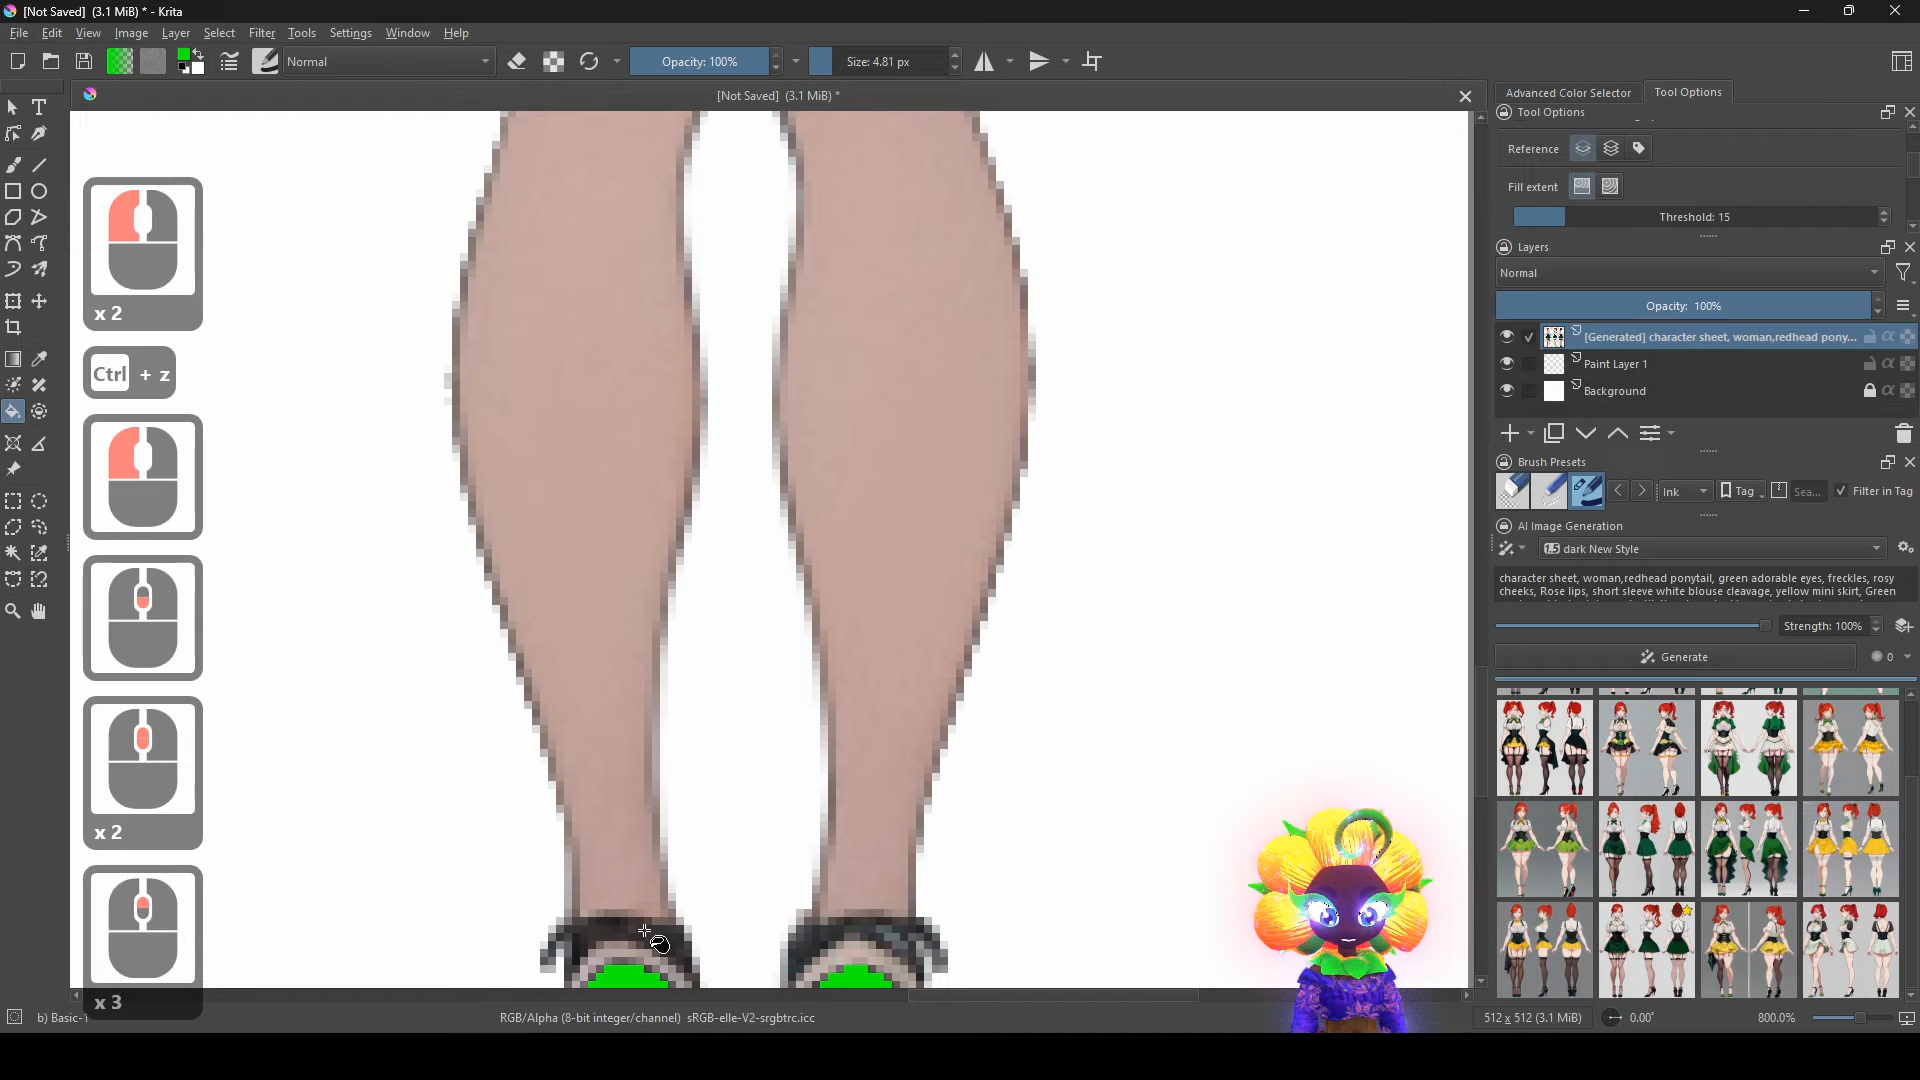 [Not Saved]  (3.1 MiB) * - Krita
File Edit View Image Layer Select Filter Tools Settings Window Help
Normal
Opacity: 100%
Size: 4.81 px
[Not Saved]  (3.1 MiB) *
Advanced Color Selector
Tool Options
Tool Options
Reference
Fill extent
Threshold: 15
Layers
Normal
Opacity:  100%
[Generated] character sheet, woman,redhead pony...
Paint Layer 1
Background
Brush Presets
Ink
Tag
Sea...
Filter in Tag
AI Image Generation
1.5 dark New Style
character sheet, woman,redhead ponytail, green adorable eyes, freckles, rosy
cheeks, Rose lips, short sleeve white blouse cleavage, yellow mini skirt, Green
Strength: 100%
Generate
0
x 2
Ctrl + z
x 2
x 3
b) Basic-
RGB/Alpha (8-bit integer/channel)  sRGB-elle-V2-srgbtrc.icc
512 x 512 (3.1 MiB)
0.00°
800.0%